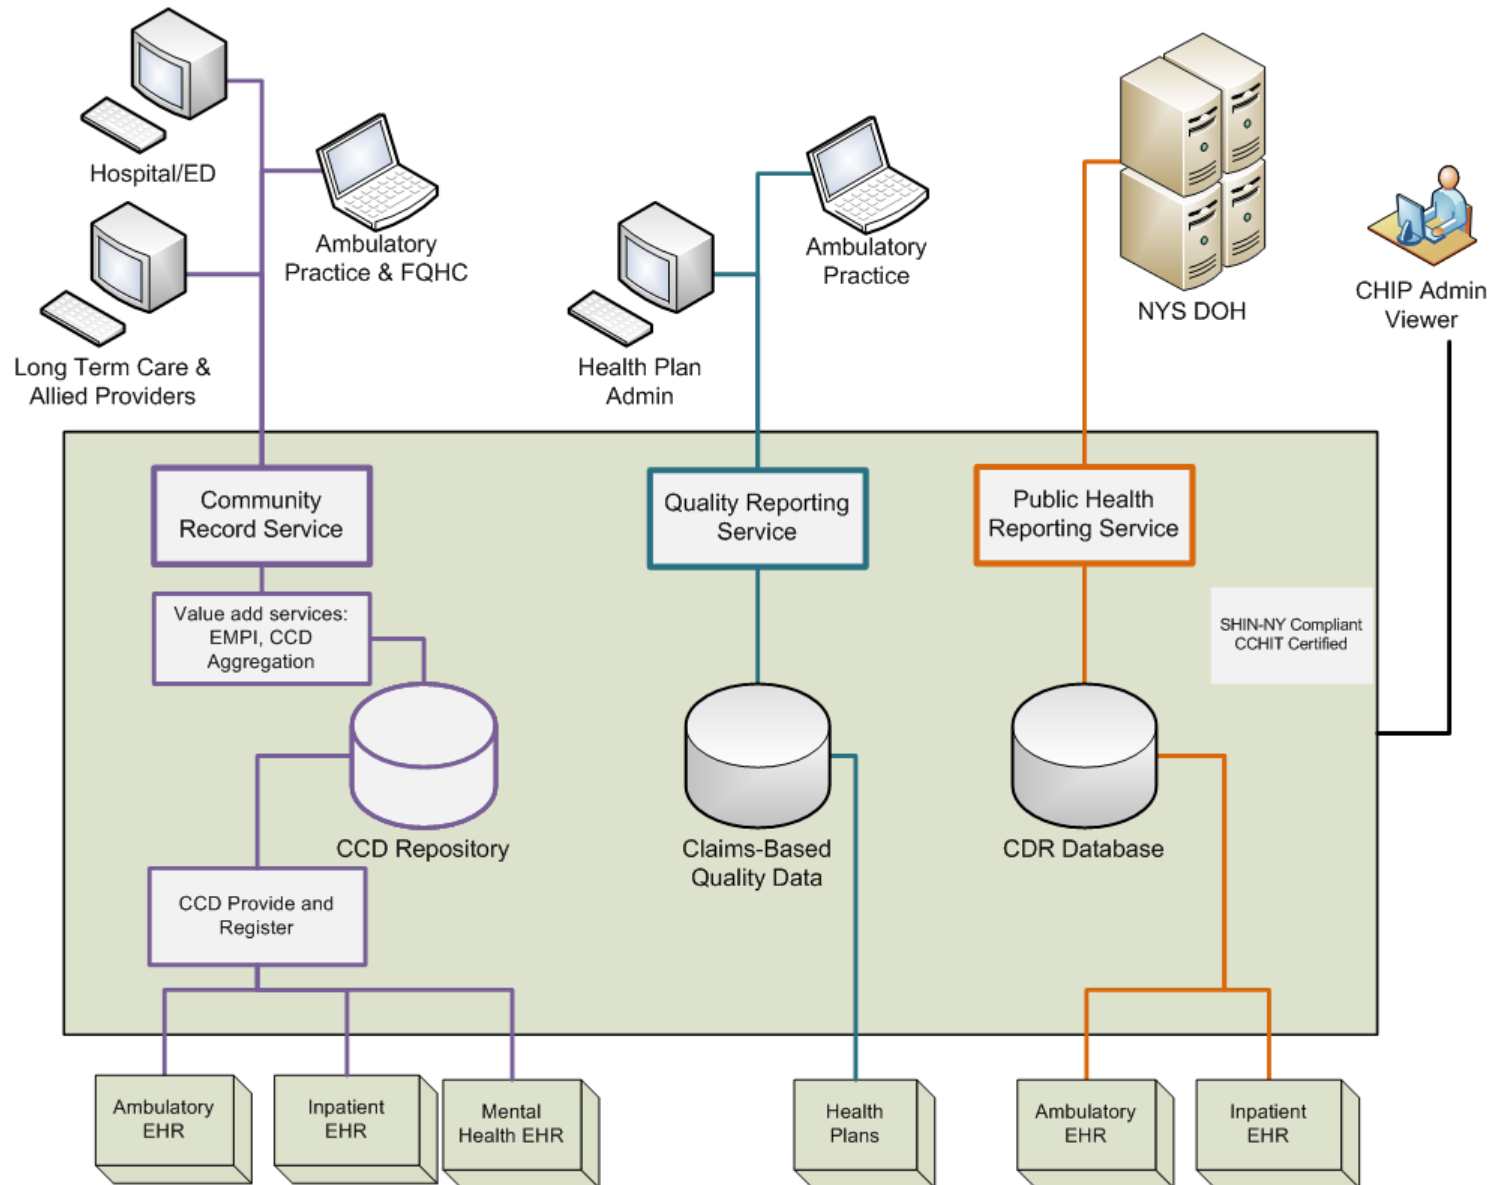 Hospital/ED
Ambulatory
Practice & FQHC
Long Term Care &
Allied Providers
Ambulatory
Practice
Health Plan
Admin
NYS DOH
CHIP Admin
Viewer
Community
Record Service
Quality Reporting
Service
Public Health
Reporting Service
Value add services:
EMPI, CCD
Aggregation
SHIN-NY Compliant
CCHIT Certified
CCD Repository
Claims-Based
Quality Data
CDR Database
CCD Provide and
Register
Ambulatory
EHR
Inpatient
EHR
Mental
Health EHR
Health
Plans
Ambulatory
EHR
Inpatient
EHR